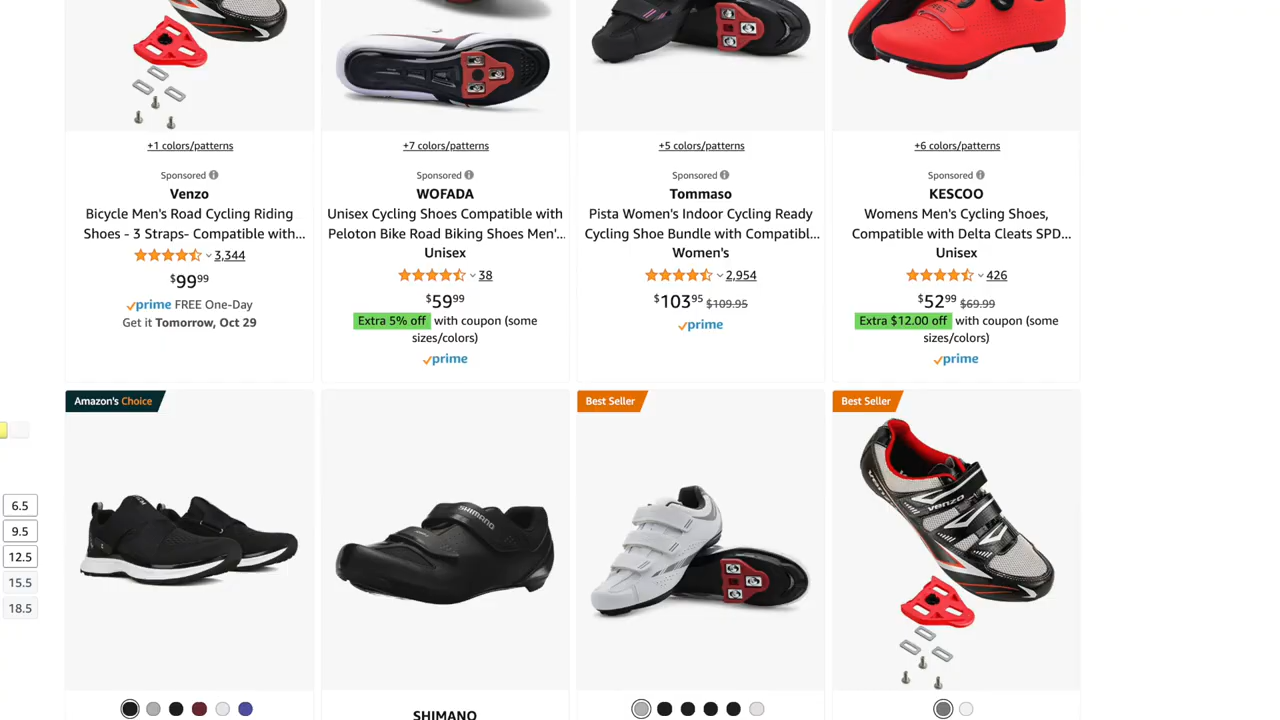 +1 colors/patterns
Sponsored
Venzo
Bicycle Men's Road Cycling Riding
Shoes - 3 Straps- Compatible with...
3,344
$99.99
prime FREE One-Day
Get it Tomorrow, Oct 29
+7 colors/patterns
Sponsored
WOFADA
Unisex Cycling Shoes Compatible with
Peloton Bike Road Biking Shoes Men'...
Unisex
38
$59.99
Extra 5% off with coupon (some
sizes/colors)
prime
+5 colors/patterns
Sponsored
Tommaso
Pista Women's Indoor Cycling Ready
Cycling Shoe Bundle with Compatibl...
Women's
2,954
$103.95 $109.95
prime
+6 colors/patterns
Sponsored
KESCOO
Womens Men's Cycling Shoes,
Compatible with Delta Cleats SPD...
Unisex
426
$52.99 $69.99
Extra $12.00 off with coupon (some
sizes/colors)
prime
6.5
9.5
12.5
15.5
18.5
Amazon's Choice
SHIMANO
SHIMANO
Best Seller
Best Seller
venzo